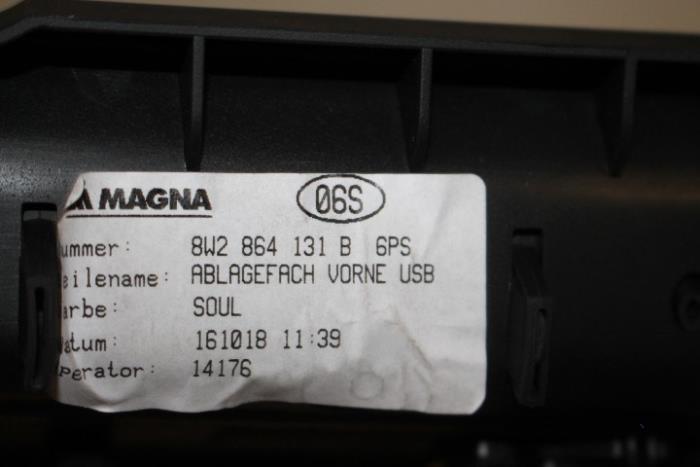 MAGNA 06S
ummer: 8W2 864 131 B 6PS
eilename: ABLAGEFACH VORNE USB
arbe: SOUL
atum: 161018 11:39
perator: 14176